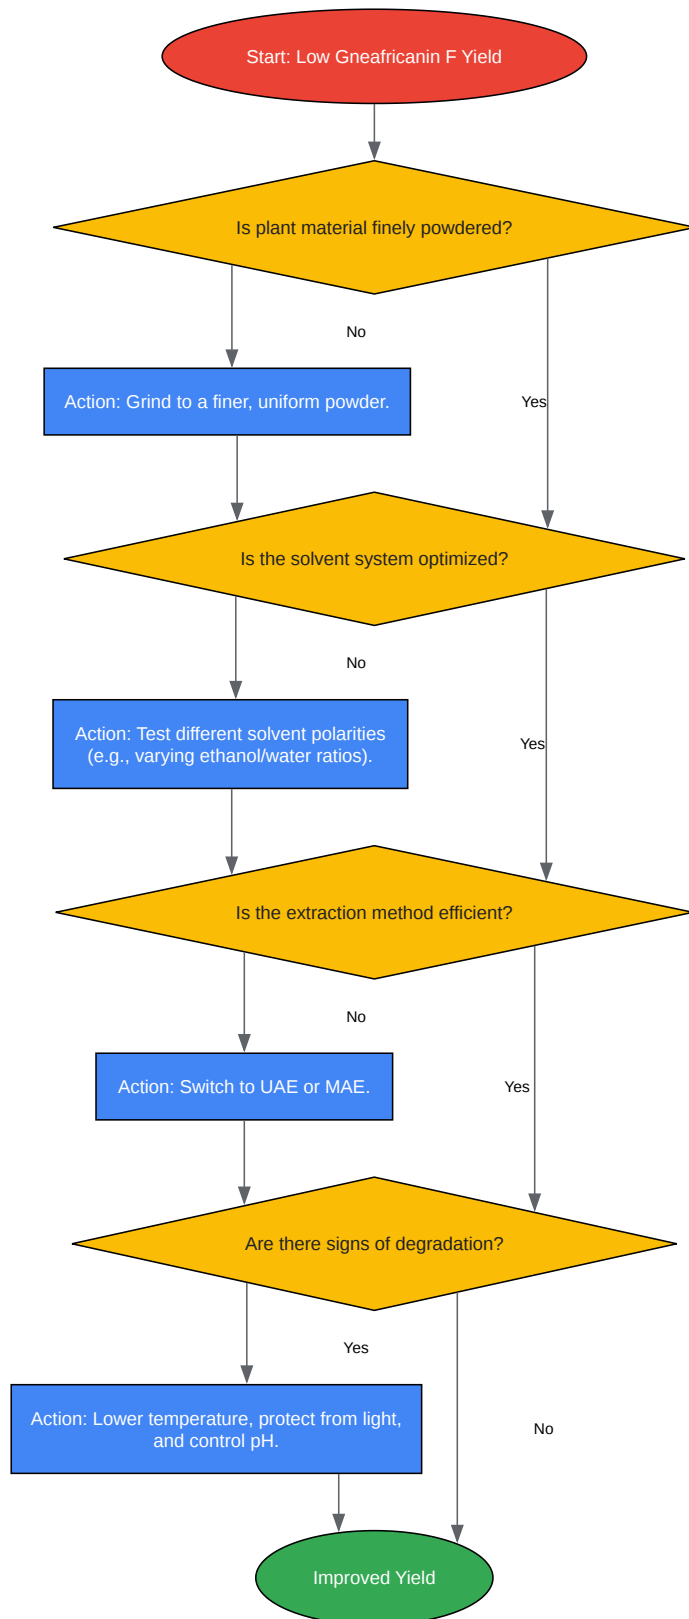 Start: Low Gneafricanin F Yield
Is plant material finely powdered?
No
Action: Grind to a finer, uniform powder.
Yes
Is the solvent system optimized?
No
Action: Test different solvent polarities
(e.g., varying ethanol/water ratios).
Yes
Is the extraction method efficient?
No
Action: Switch to UAE or MAE.
Yes
Are there signs of degradation?
Yes
Action: Lower temperature, protect from light,
and control pH.
No
Improved Yield